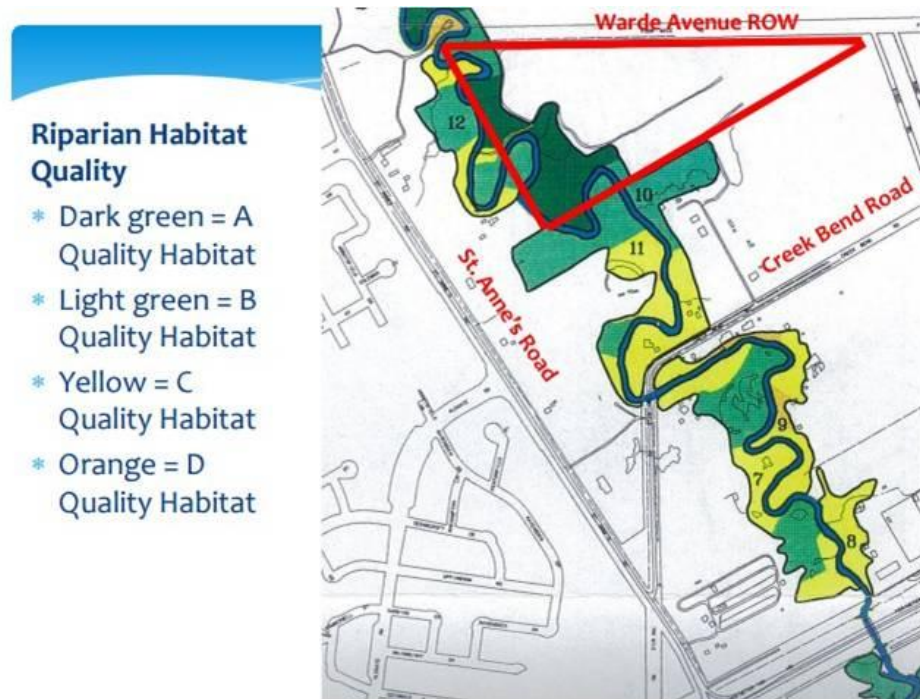 Riparian Habitat
Quality
* Dark green = A
Quality Habitat
* Light green = B
Quality Habitat
* Yellow = C
Quality Habitat
* Orange = D
Quality Habitat
Warde Avenue ROW
12
10
11
Creek Bend Road
St. Anne's Road
9
7
8